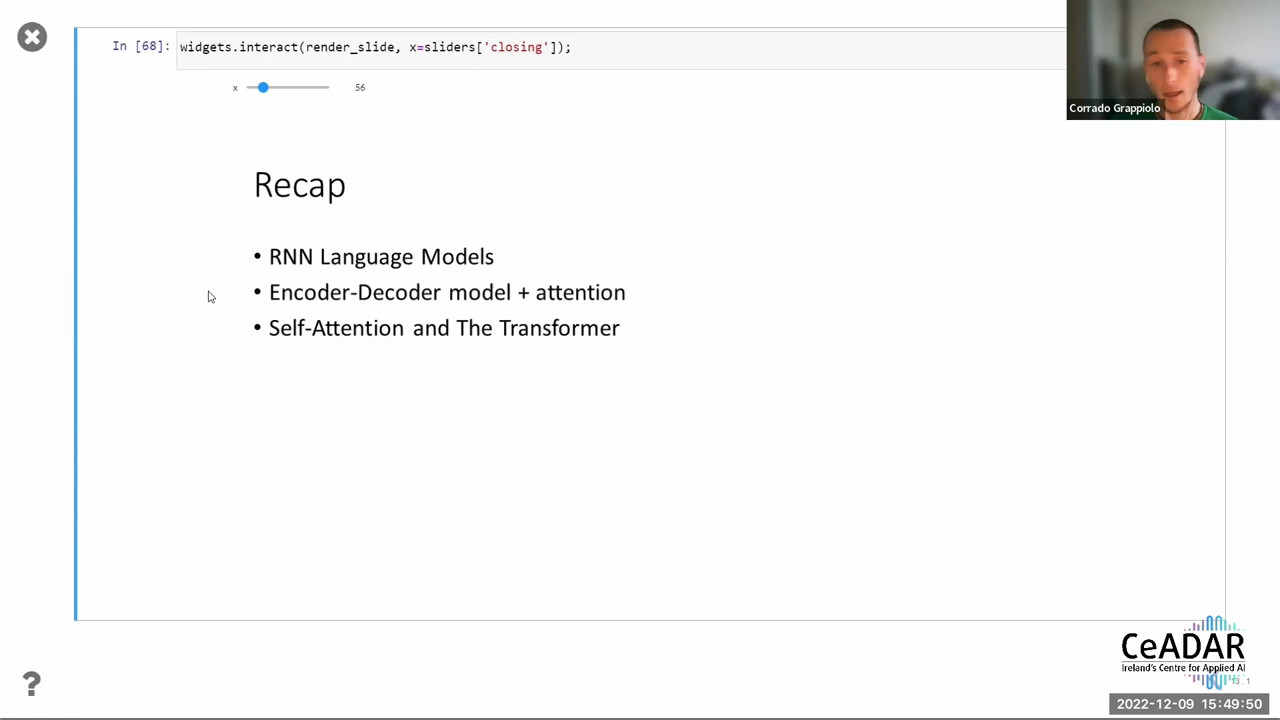 In [68]: widgets.interact(render_slide, x=sliders['closing']);
x 56
Corrado Grappiolo
Recap
• RNN Language Models
• Encoder-Decoder model + attention
• Self-Attention and The Transformer
CeADAR
Ireland's Centre for Applied AI
?
2022-12-09 15:49:50